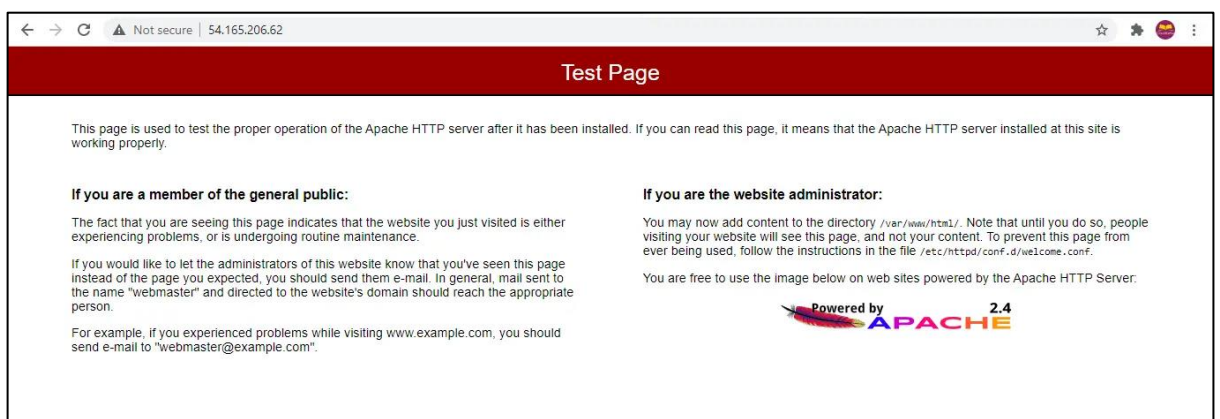 Not secure | 54.165.206.62
Test Page
This page is used to test the proper operation of the Apache HTTP server after it has been installed. If you can read this page, it means that the Apache HTTP server installed at this site is
working properly.
If you are a member of the general public:
The fact that you are seeing this page indicates that the website you just visited is either
experiencing problems, or is undergoing routine maintenance.
If you would like to let the administrators of this website know that you've seen this page
instead of the page you expected, you should send them e-mail. In general, mail sent to
the name "webmaster" and directed to the website's domain should reach the appropriate
person.
For example, if you experienced problems while visiting www.example.com, you should
send e-mail to "webmaster@example.com".
If you are the website administrator:
You may now add content to the directory /var/www/html/. Note that until you do so, people
visiting your website will see this page, and not your content. To prevent this page from
ever being used, follow the instructions in the file /etc/httpd/conf.d/welcome.conf.
You are free to use the image below on web sites powered by the Apache HTTP Server:
Powered by 2.4
APACHE